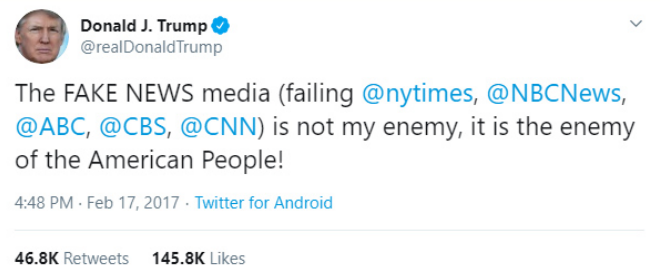 Donald J. Trump
@realDonaldTrump
The FAKE NEWS media (failing @nytimes, @NBCNews,
@ABC, @CBS, @CNN) is not my enemy, it is the enemy
of the American People!
4:48 PM · Feb 17, 2017 · Twitter for Android
46.8K Retweets 145.8K Likes